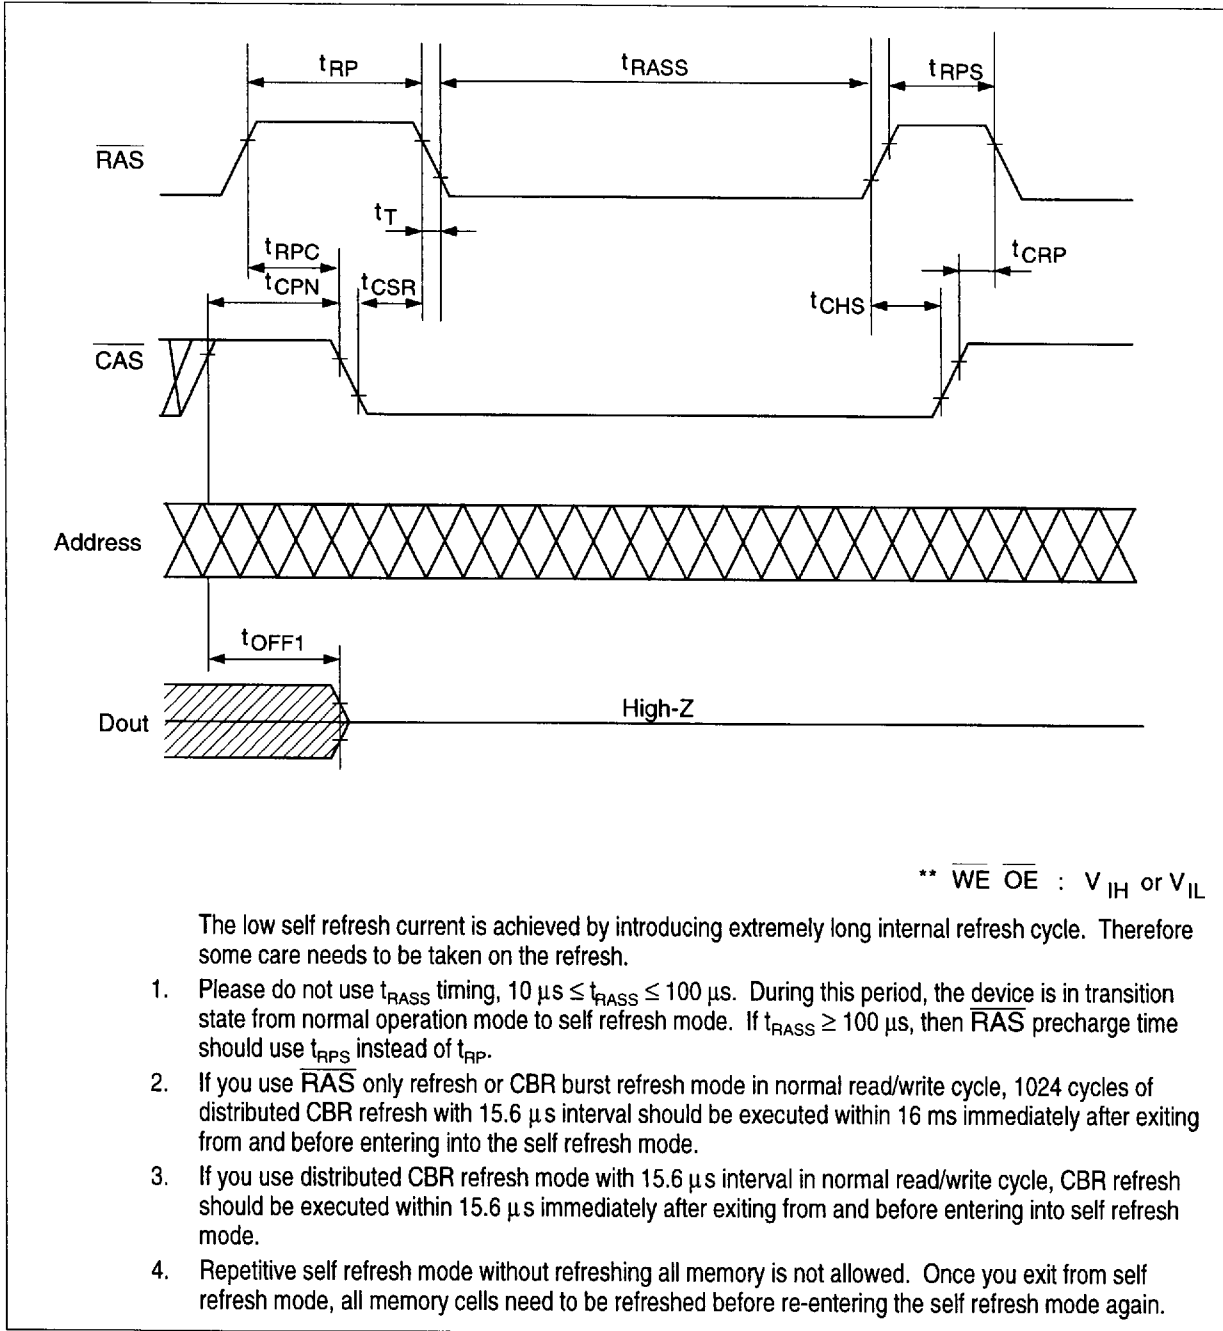 tRP
tRASS
tRPS
RAS
tT
tRPC
tCRP
tCPN
tCSR
tCHS
CAS
Address
tOFF1
Dout
High-Z
** WE OE : VIH or VIL
The low self refresh current is achieved by introducing extremely long internal refresh cycle. Therefore
some care needs to be taken on the refresh.
1. Please do not use tRASS timing, 10 μs ≤ tRASS ≤ 100 μs. During this period, the device is in transition
state from normal operation mode to self refresh mode. If tRASS ≥ 100 μs, then RAS precharge time
should use tRPS instead of tRP.
2. If you use RAS only refresh or CBR burst refresh mode in normal read/write cycle, 1024 cycles of
distributed CBR refresh with 15.6 μs interval should be executed within 16 ms immediately after exiting
from and before entering into the self refresh mode.
3. If you use distributed CBR refresh mode with 15.6 μs interval in normal read/write cycle, CBR refresh
should be executed within 15.6 μs immediately after exiting from and before entering into self refresh
mode.
4. Repetitive self refresh mode without refreshing all memory is not allowed. Once you exit from self
refresh mode, all memory cells need to be refreshed before re-entering the self refresh mode again.